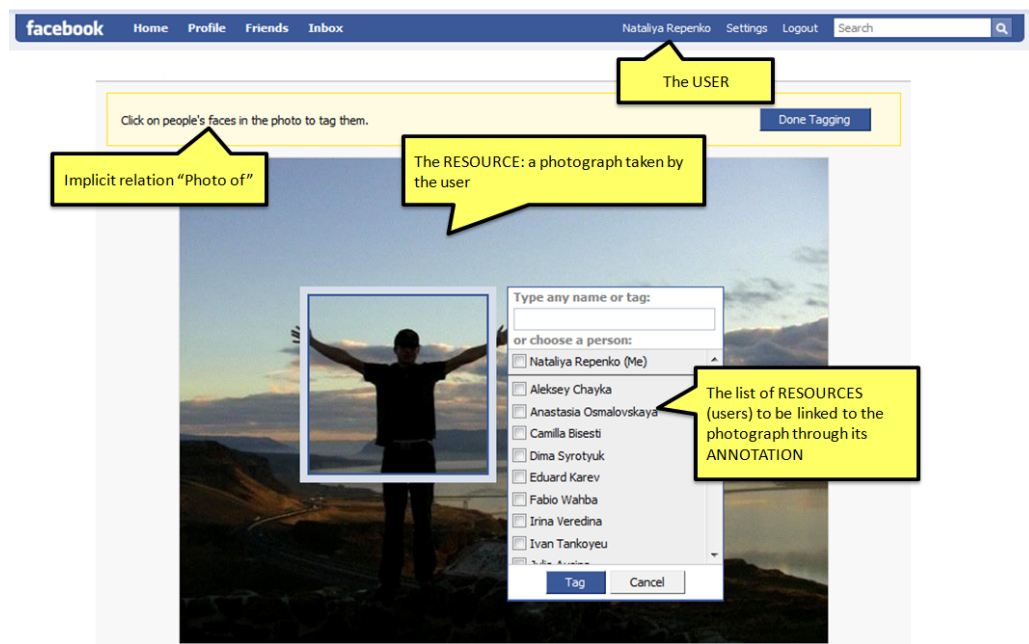 facebook Home Profile Friends Inbox Nataliya Repenko Settings Logout Search
The USER
Click on people's faces in the photo to tag them. Done Tagging
Implicit relation “Photo of”
The RESOURCE: a photograph taken by
the user
Type any name or tag:
or choose a person:
Nataliya Repenko (Me)
Aleksey Chayka
Anastasia Osmalovskaya
Camilla Bisesti
Dima Syrotyuk
Eduard Karev
Fabio Wahba
Irina Veredina
Ivan Tankoyeu
Tag Cancel
The list of RESOURCES
(users) to be linked to the
photograph through its
ANNOTATION